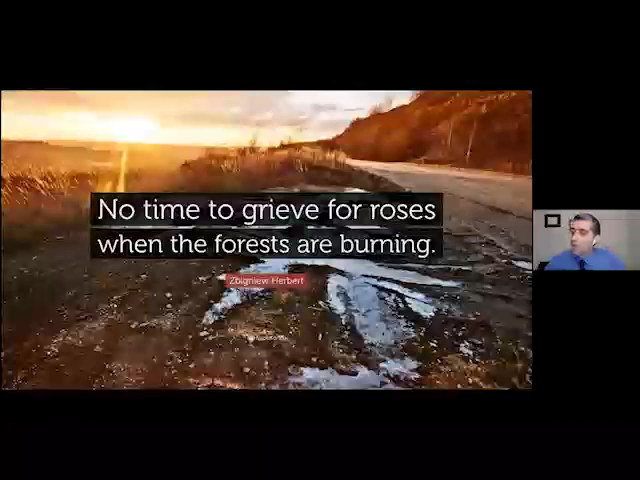 No time to grieve for roses
when the forests are burning.
Zbigniew Herbert